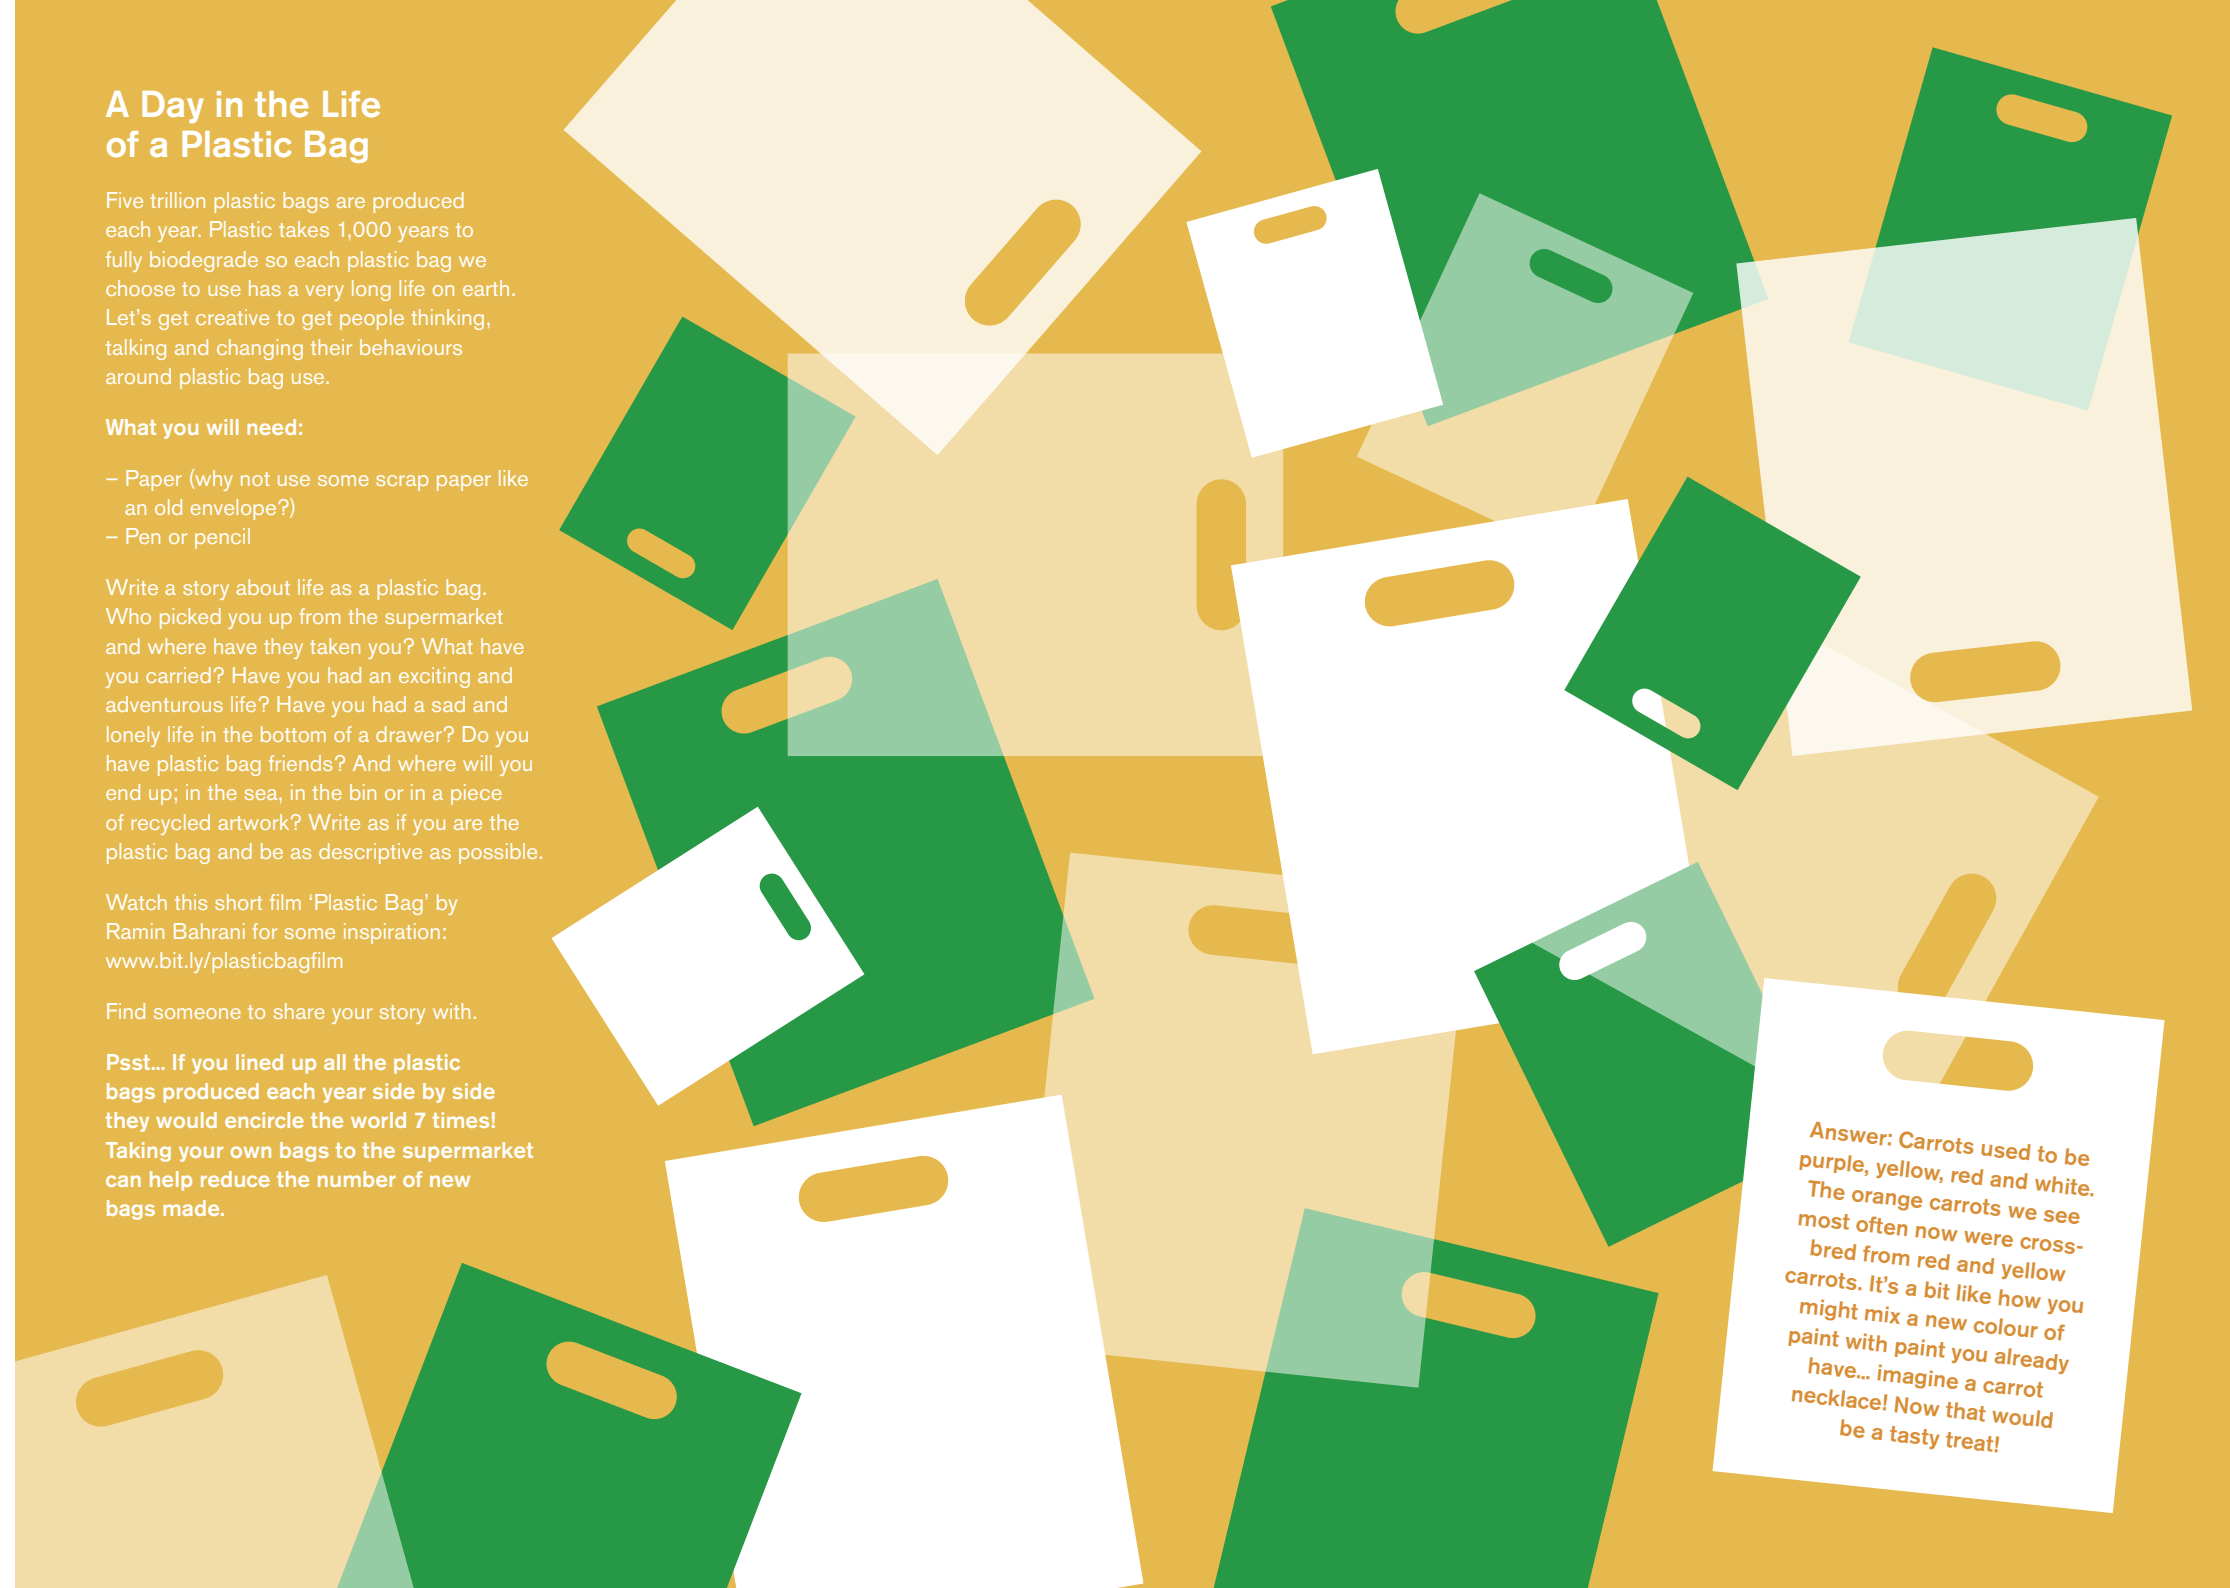 A Day in the Life
of a Plastic Bag
Five trillion plastic bags are produced
each year. Plastic takes 1,000 years to
fully biodegrade so each plastic bag we
choose to use has a very long life on earth.
Let’s get creative to get people thinking,
talking and changing their behaviours
around plastic bag use.
What you will need:
– Paper (why not use some scrap paper like
an old envelope?)
– Pen or pencil
Write a story about life as a plastic bag.
Who picked you up from the supermarket
and where have they taken you? What have
you carried? Have you had an exciting and
adventurous life? Have you had a sad and
lonely life in the bottom of a drawer? Do you
have plastic bag friends? And where will you
end up; in the sea, in the bin or in a piece
of recycled artwork? Write as if you are the
plastic bag and be as descriptive as possible.
Watch this short film ‘Plastic Bag’ by
Ramin Bahrani for some inspiration:
www.bit.ly/plasticbagfilm
Find someone to share your story with.
Psst... If you lined up all the plastic
bags produced each year side by side
they would encircle the world 7 times!
Taking your own bags to the supermarket
can help reduce the number of new
bags made.
Answer: Carrots used to be
purple, yellow, red and white.
The orange carrots we see
most often now were cross-
bred from red and yellow
carrots. It’s a bit like how you
might mix a new colour of
paint with paint you already
have... imagine a carrot
necklace! Now that would
be a tasty treat!